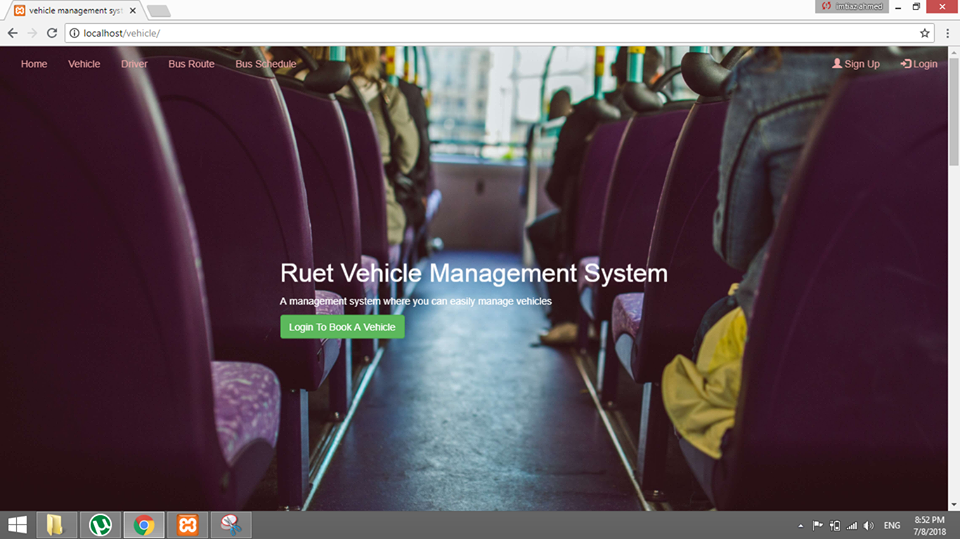 vehicle management syst
imtiaz ahmed
localhost/vehicle/
Home Vehicle Driver Bus Route Bus Schedule Sign Up Login
Ruet Vehicle Management System
A management system where you can easily manage vehicles
Login To Book A Vehicle
ENG
8:52 PM
7/8/2018